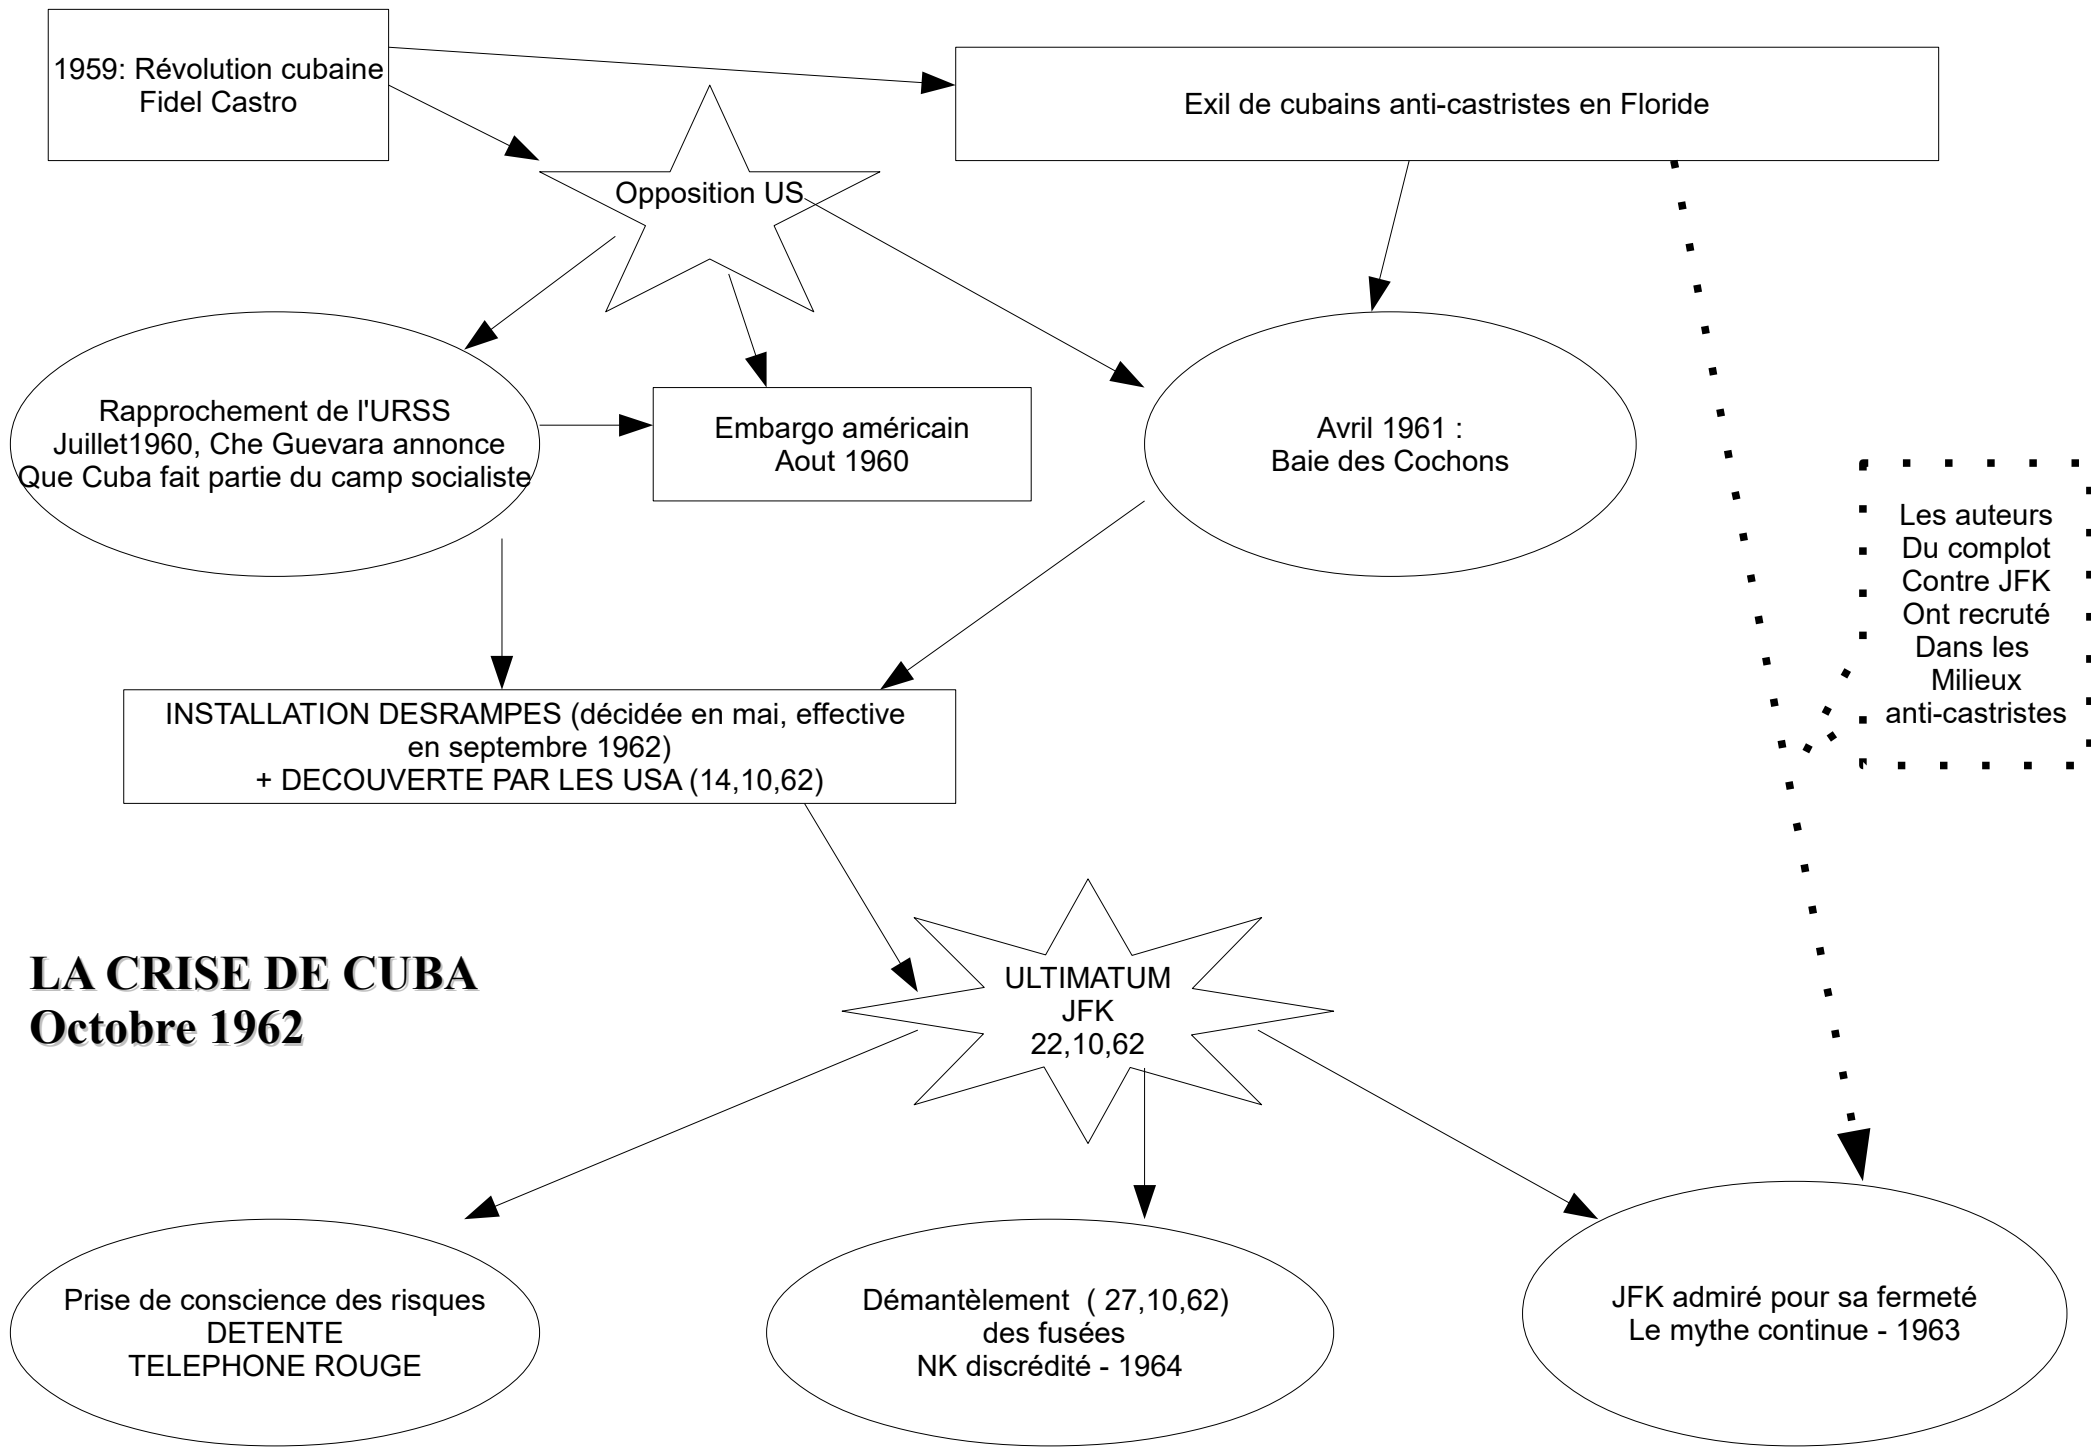 1959: Révolution cubaine
Fidel Castro
Exil de cubains anti-castristes en Floride
Opposition US
Rapprochement de l'URSS
Juillet1960, Che Guevara annonce
Que Cuba fait partie du camp socialiste
Embargo américain
Aout 1960
Avril 1961 :
Baie des Cochons
Les auteurs
Du complot
Contre JFK
Ont recruté
Dans les
Milieux
anti-castristes
INSTALLATION DESRAMPES (décidée en mai, effective
en septembre 1962)
+ DECOUVERTE PAR LES USA (14,10,62)
LA CRISE DE CUBA
Octobre 1962
ULTIMATUM
JFK
22,10,62
Prise de conscience des risques
DETENTE
TELEPHONE ROUGE
Démantèlement ( 27,10,62)
des fusées
NK discrédité - 1964
JFK admiré pour sa fermeté
Le mythe continue - 1963